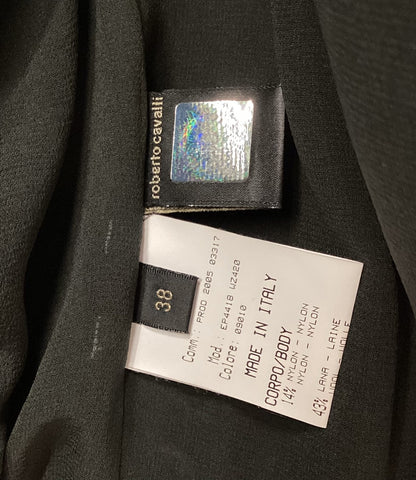 roberto cavalli
38
Comm.: PROD 2005 03317
Mod.: EP4418 WZ420
Colore: 09010
MADE IN ITALY
CORPO/BODY
14% NYLON - NYLON
NYLON - NYLON
43% LANA - LAINE